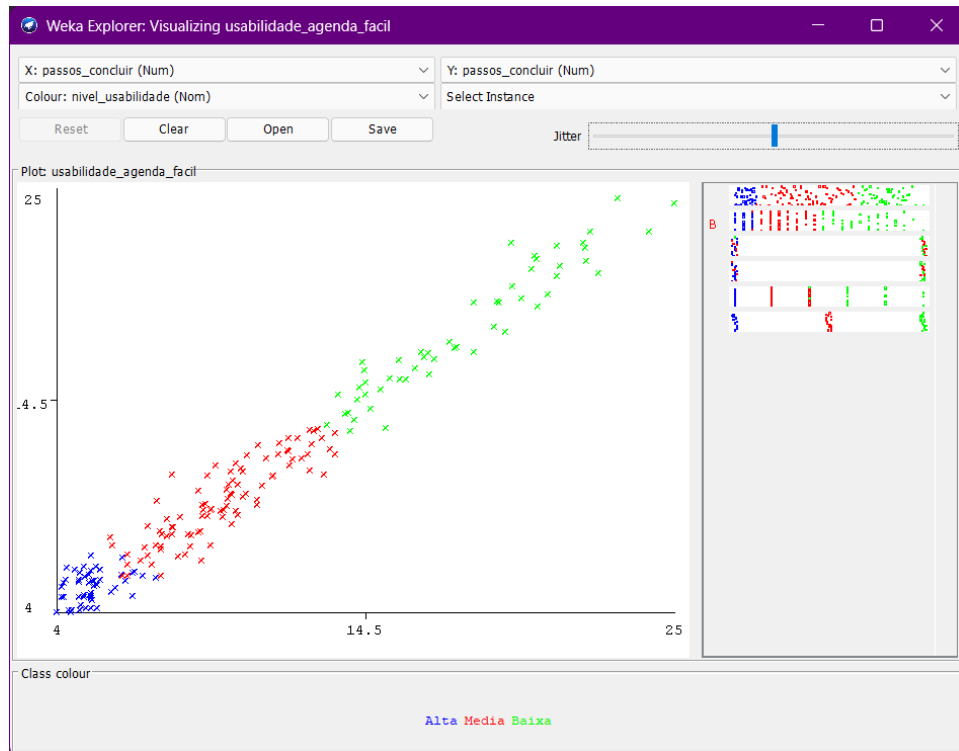 Weka Explorer: Visualizing usabilidade_agenda_facil
X: passos_concluir (Num)
Y: passos_concluir (Num)
Colour: nivel_usabilidade (Nom)
Select Instance
Reset
Clear
Open
Save
Jitter
Plot: usabilidade_agenda_facil
25
B
.4.5
4
4
14.5
25
Class colour
Alta Media Baixa